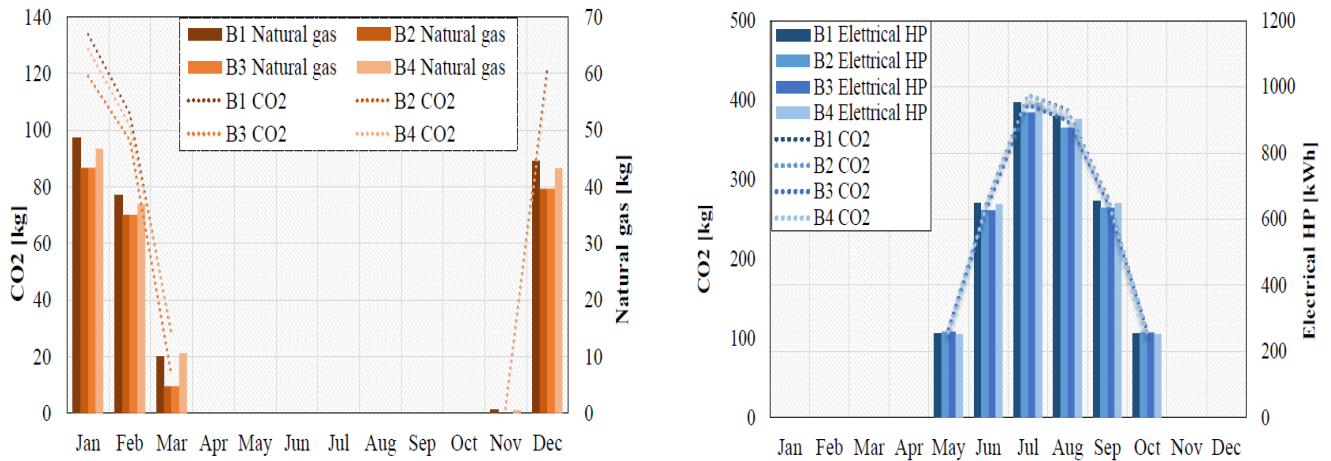 140
120
100
80
60
40
20
0
CO2 [kg]
B1 Natural gas
B2 Natural gas
B3 Natural gas
B4 Natural gas
B1 CO2
B2 CO2
B3 CO2
B4 CO2
70
60
50
40
30
20
10
0
Natural gas [kg]
Jan Feb Mar Apr May Jun Jul Aug Sep Oct Nov Dec
500
400
300
200
100
0
CO2 [kg]
B1 Elettrical HP
B2 Elettrical HP
B3 Elettrical HP
B4 Elettrical HP
B1 CO2
B2 CO2
B3 CO2
B4 CO2
1200
1000
800
600
400
200
0
Electrical HP [kWh]
Jan Feb Mar Apr May Jun Jul Aug Sep Oct Nov Dec